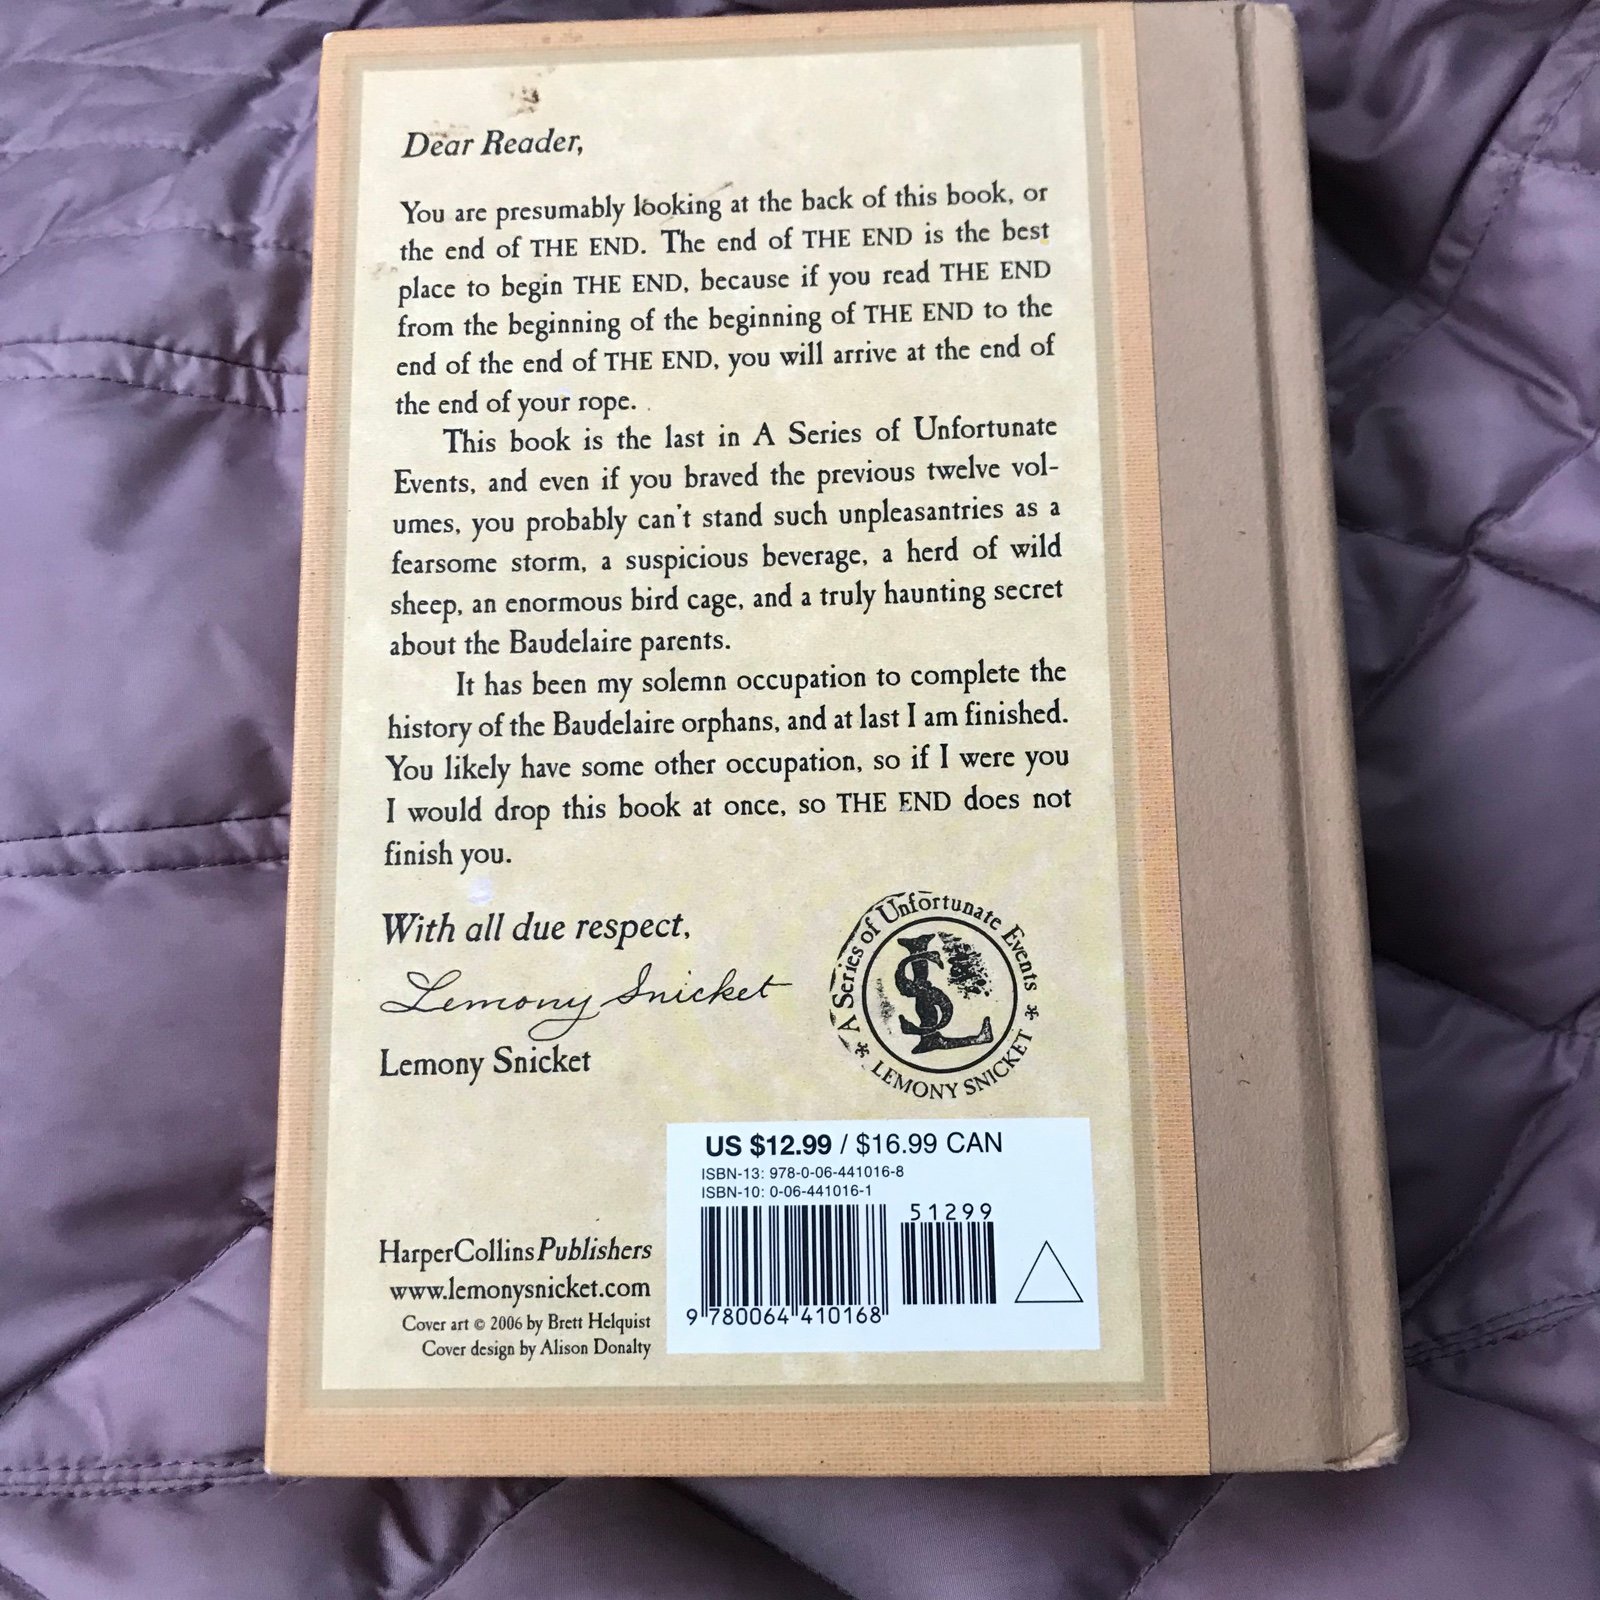 Dear Reader,
You are presumably looking at the back of this book, or
the end of THE END. The end of THE END is the best
place to begin THE END, because if you read THE END
from the beginning of the beginning of THE END to the
end of the end of THE END, you will arrive at the end of
the end of your rope.
This book is the last in A Series of Unfortunate
Events, and even if you braved the previous twelve vol-
umes, you probably can't stand such unpleasantries as a
fearsome storm, a suspicious beverage, a herd of wild
sheep, an enormous bird cage, and a truly haunting secret
about the Baudelaire parents.
It has been my solemn occupation to complete the
history of the Baudelaire orphans, and at last I am finished.
You likely have some other occupation, so if I were you
I would drop this book at once, so THE END does not
finish you.
With all due respect,
Lemony Snicket
Lemony Snicket
* A Series of Unfortunate Events *
LS
LEMONY SNICKET
US $12.99 / $16.99 CAN
ISBN-13: 978-0-06-441016-8
ISBN-10: 0-06-441016-1
51299
9 780064 410168
HarperCollinsPublishers
www.lemonysnicket.com
Cover art © 2006 by Brett Helquist
Cover design by Alison Donalty